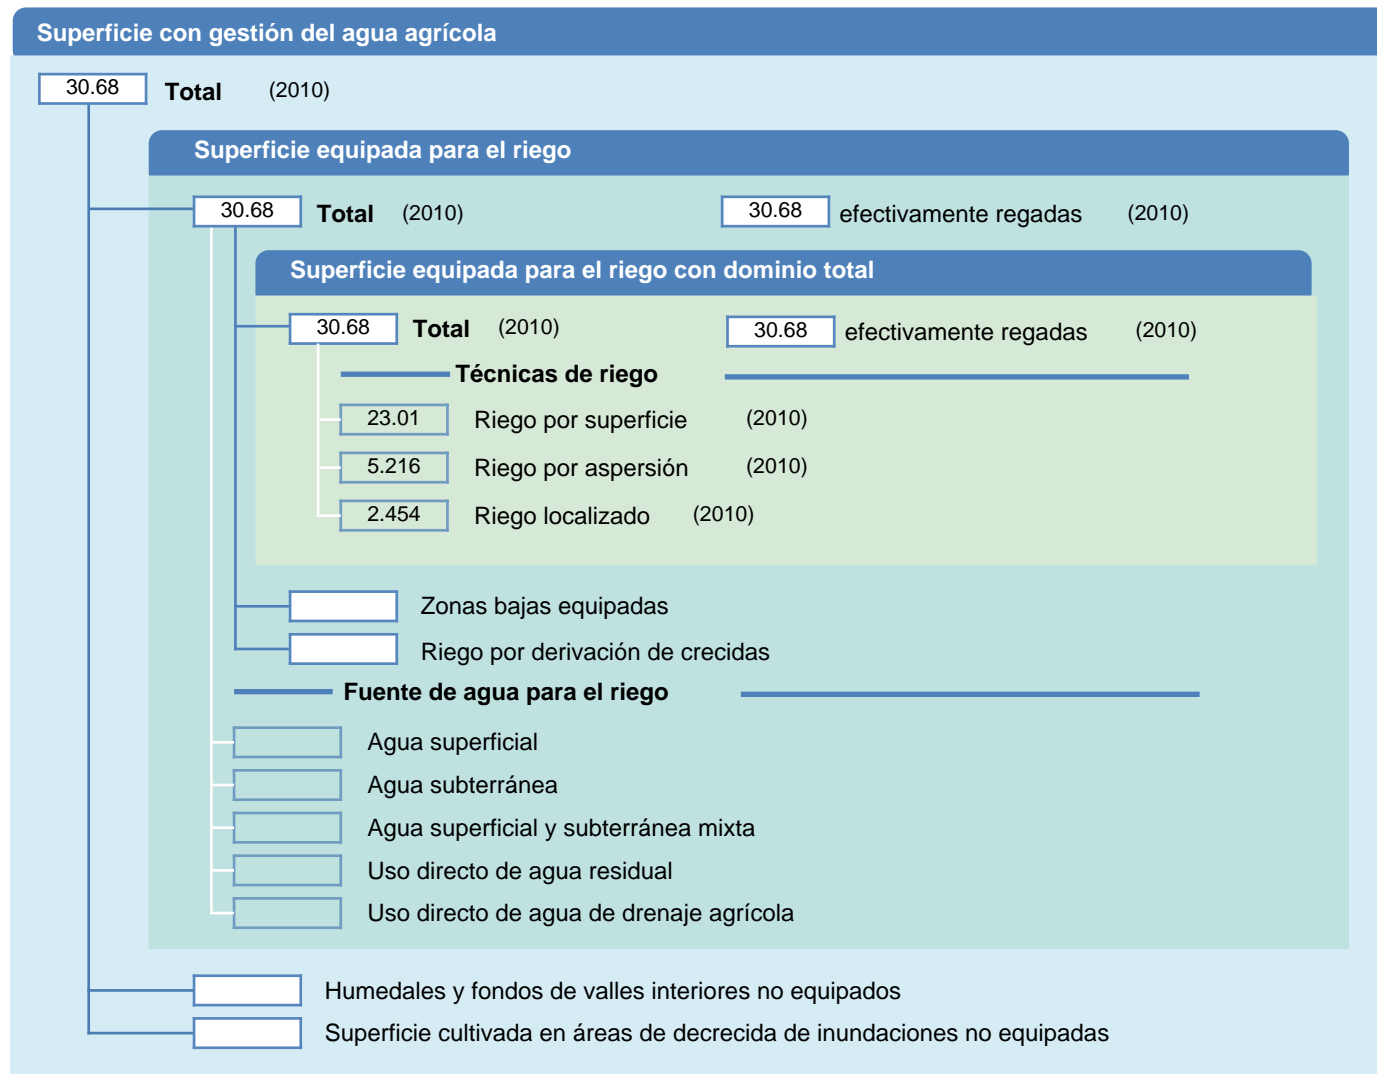 Superficie con gestión del agua agrícola
30.68 Total (2010)
Superficie equipada para el riego
30.68 Total (2010) 30.68 efectivamente regadas (2010)
Superficie equipada para el riego con dominio total
30.68 Total (2010) 30.68 efectivamente regadas (2010)
Técnicas de riego
23.01 Riego por superficie (2010)
5.216 Riego por aspersión (2010)
2.454 Riego localizado (2010)
Zonas bajas equipadas
Riego por derivación de crecidas
Fuente de agua para el riego
Agua superficial
Agua subterránea
Agua superficial y subterránea mixta
Uso directo de agua residual
Uso directo de agua de drenaje agrícola
Humedales y fondos de valles interiores no equipados
Superficie cultivada en áreas de decrecida de inundaciones no equipadas